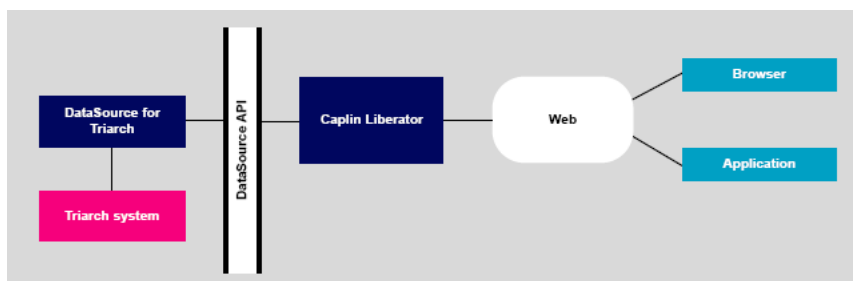 DataSource for
Triarch
Triarch system
DataSource API
Caplin Liberator
Web
Browser
Application